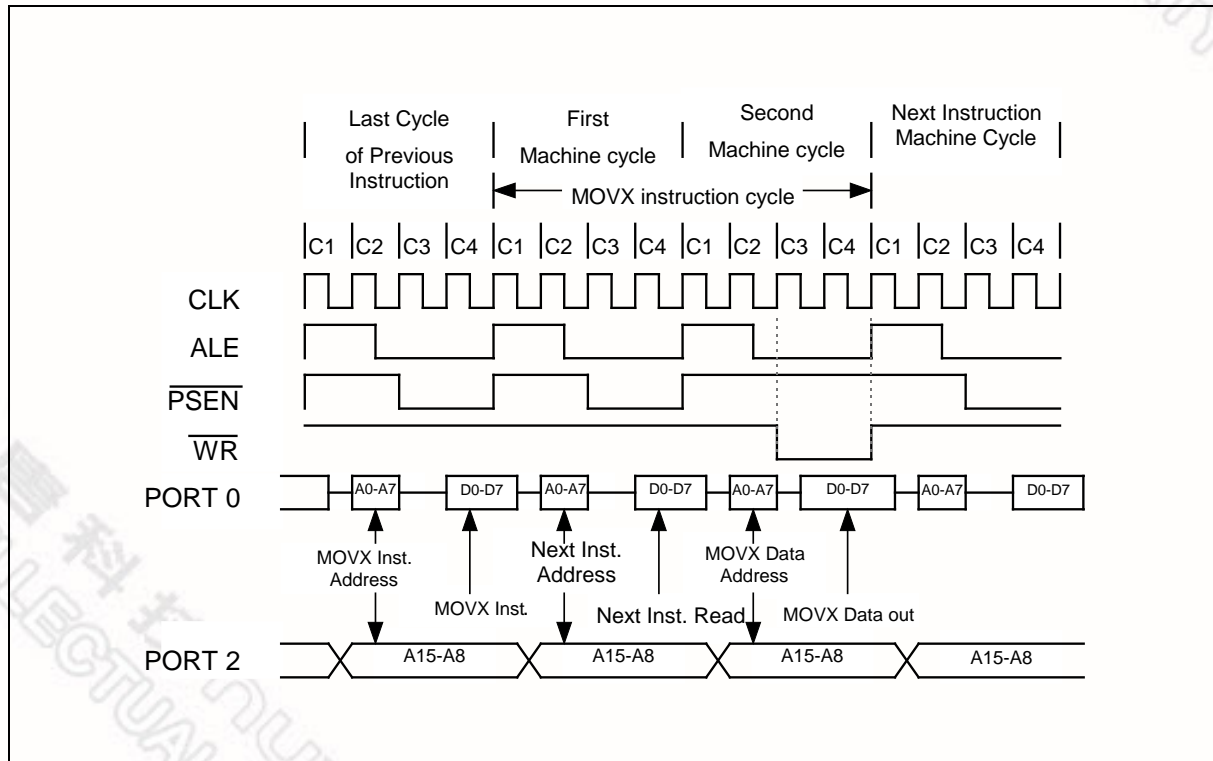 Last Cycle
of Previous
Instruction
First
Machine cycle
Second
Machine cycle
Next Instruction
Machine Cycle
MOVX instruction cycle
C1 C2 C3 C4 C1 C2 C3 C4 C1 C2 C3 C4 C1 C2 C3 C4
CLK
ALE
PSEN
WR
PORT 0
A0-A7 D0-D7 A0-A7 D0-D7 A0-A7 D0-D7 A0-A7 D0-D7
MOVX Inst.
Address
MOVX Inst.
Next Inst.
Address
Next Inst. Read
MOVX Data
Address
MOVX Data out
PORT 2
A15-A8 A15-A8 A15-A8 A15-A8